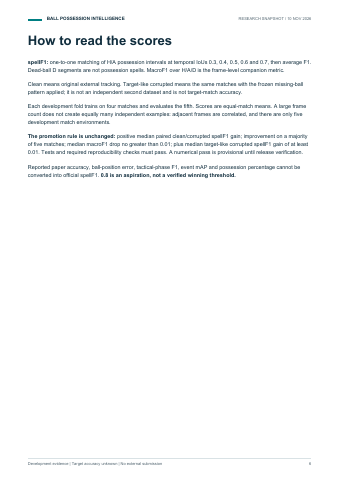 BALL POSSESSION INTELLIGENCE
RESEARCH SNAPSHOT / 10 NOV 2026
How to read the scores
spellF1: one-to-one matching of H/A possession intervals at temporal IoUs 0.3, 0.4, 0.5, 0.6 and 0.7, then average F1.
Dead-ball D segments are not possession spells. MacroF1 over H/A/D is the frame-level companion metric.
Clean means original external tracking. Target-like corrupted means the same matches with the frozen missing-ball
pattern applied; it is not an independent second dataset and is not target-match accuracy.
Each development fold trains on four matches and evaluates the fifth. Scores are equal-match means. A large frame
count does not create equally many independent examples: adjacent frames are correlated, and there are only five
development match environments.
The promotion rule is unchanged: positive median paired clean/corrupted spellF1 gain; improvement on a majority
of five matches; median macroF1 drop no greater than 0.01; plus median target-like corrupted spellF1 gain of at least
0.01. Tests and required reproducibility checks must pass. A numerical pass is provisional until release verification.
Reported paper accuracy, ball-position error, tactical-phase F1, event mAP and possession percentage cannot be
converted into official spellF1. 0.8 is an aspiration, not a verified winning threshold.
Development evidence | Target accuracy unknown | No external submission